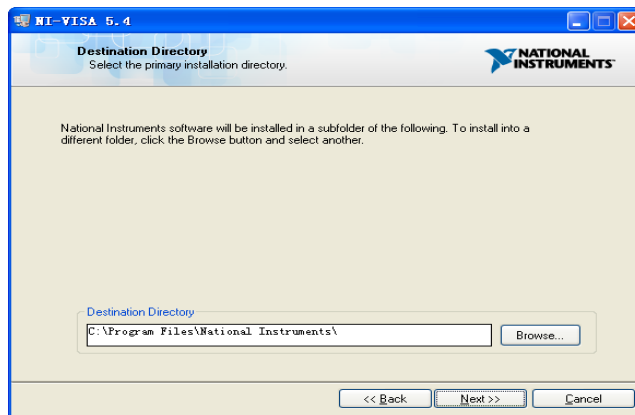 NI-VISA 5.4
Destination Directory
Select the primary installation directory.
NATIONAL
INSTRUMENTS™
National Instruments software will be installed in a subfolder of the following. To install into a
different folder, click the Browse button and select another.
Destination Directory
C:\Program Files\National Instruments\
Browse...
<< Back
Next >>
Cancel